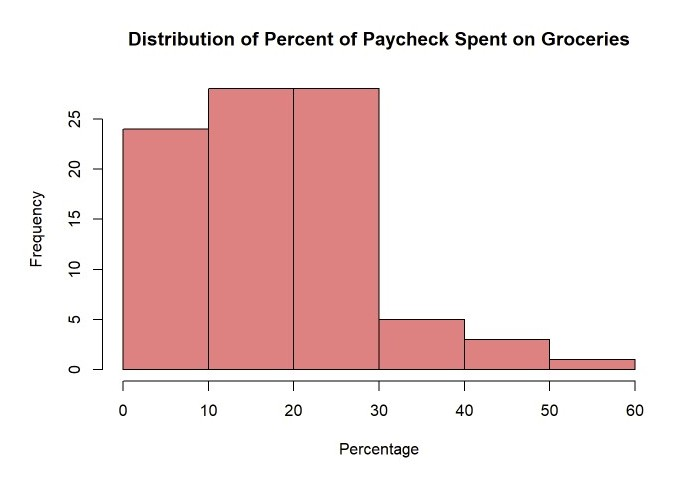 Distribution of Percent of Paycheck Spent on Groceries
Frequency
25
20
15
10
5
0
0 10 20 30 40 50 60
Percentage